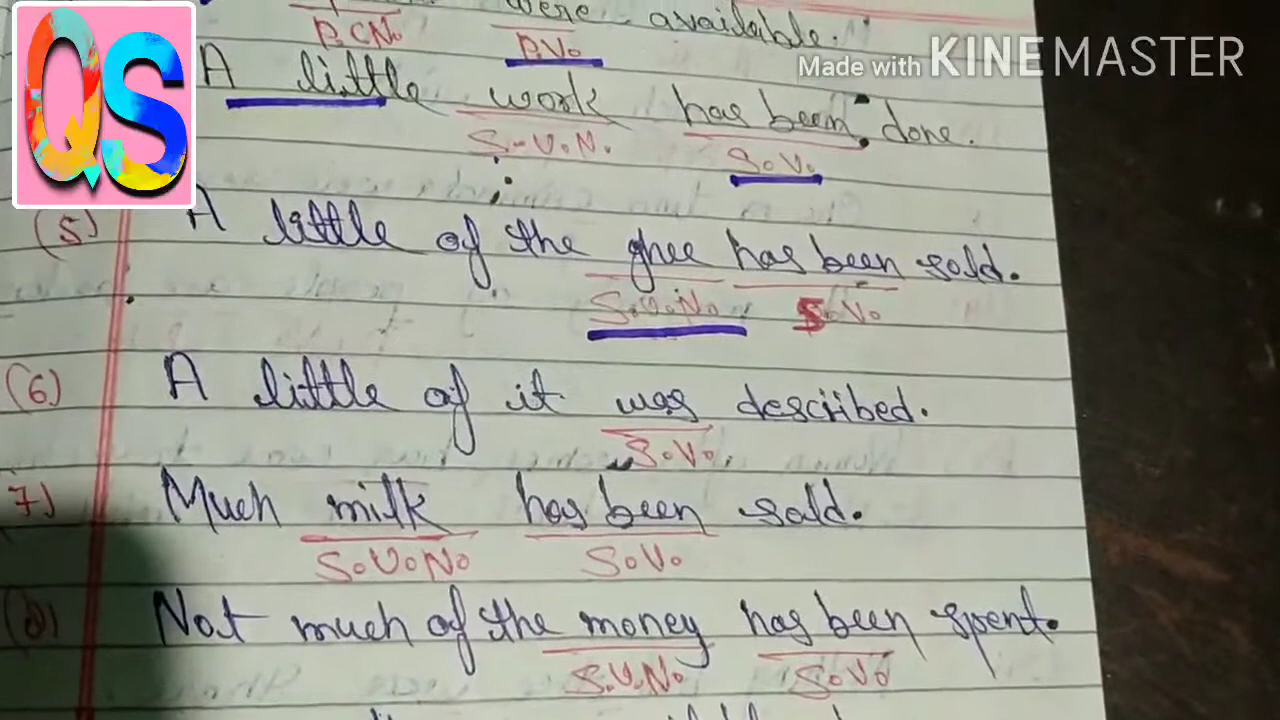 QS
were available.
P.C.N.
P.V.
Made with KINEMASTER
A little work has been done.
S.U.N.
S.V.
(5) A little of the ghee has been sold.
S.U.N. S.V.
(6) A little of it was described.
S.V.
7) Much milk has been sold.
S.U.N. S.V.
(8) Not much of the money has been spent.
S.U.N. S.V.